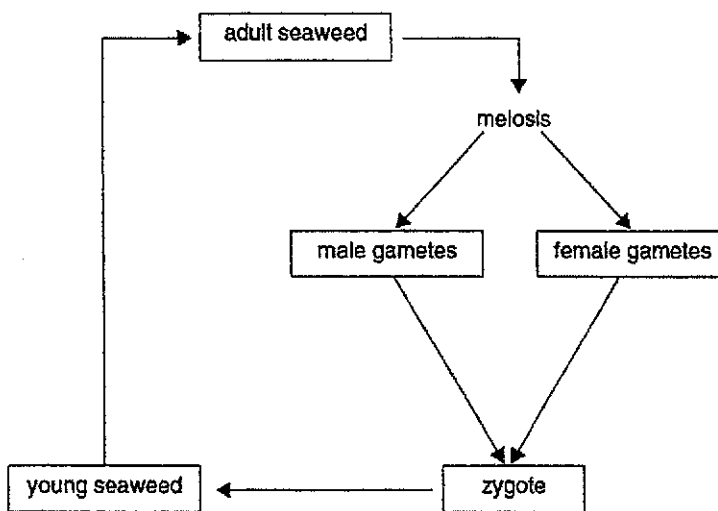 adult seaweed
meiosis
male gametes
female gametes
young seaweed
zygote